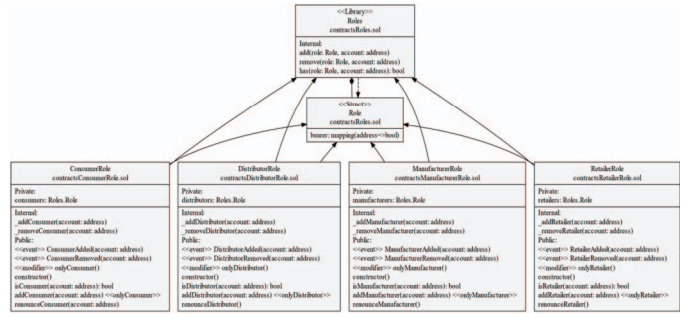 <<Library>>
Roles
contractsRoles.sol
Internal:
add(role: Role, account: address)
remove(role: Role, account: address)
has(role: Role, account: address): bool
<<Struct>>
Role
contractsRoles.sol
bearer: mapping(address=>bool)
ConsumerRole
contractsConsumerRole.sol
Private:
consumers: Roles.Role
Internal:
_addConsumer(account: address)
_removeConsumer(account: address)
Public:
<<event>> ConsumerAdded(account: address)
<<event>> ConsumerRemoved(account: address)
<<modifier>> onlyConsumer()
constructor()
isConsumer(account: address): bool
addConsumer(account: address) <<onlyConsumer>>
renounceConsumer(account: address)
DistributorRole
contractsDistributorRole.sol
Private:
distributors: Roles.Role
Internal:
_addDistributor(account: address)
_removeDistributor(account: address)
Public:
<<event>> DistributorAdded(account: address)
<<event>> DistributorRemoved(account: address)
<<modifier>> onlyDistributor()
constructor()
isDistributor(account: address): bool
addDistributor(account: address) <<onlyDistributor>>
renounceDistributor()
ManufacturerRole
contractsManufacturerRole.sol
Private:
manufacturers: Roles.Role
Internal:
_addManufacturer(account: address)
_removeManufacturer(account: address)
Public:
<<event>> ManufacturerAdded(account: address)
<<event>> ManufacturerRemoved(account: address)
<<modifier>> onlyManufacturer()
constructor()
isManufacturer(account: address): bool
addManufacturer(account: address) <<onlyManufacturer>>
renounceManufacturer()
RetailerRole
contractsRetailerRole.sol
Private:
retailers: Roles.Role
Internal:
_addRetailer(account: address)
_removeRetailer(account: address)
Public:
<<event>> RetailerAdded(account: address)
<<event>> RetailerRemoved(account: address)
<<modifier>> onlyRetailer()
constructor()
isRetailer(account: address): bool
addRetailer(account: address) <<onlyRetailer>>
renounceRetailer()